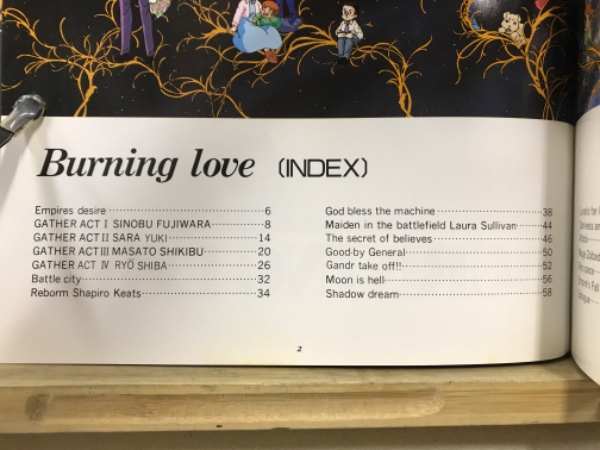 Burning love (INDEX)
Empires desire 6
GATHER ACT I SINOBU FUJIWARA 8
GATHER ACT II SARA YUKI 14
GATHER ACT III MASATO SHIKIBU 20
GATHER ACT IV RYŌ SHIBA 26
Battle city 32
Reborm Shapiro Keats 34
God bless the machine 38
Maiden in the battlefield Laura Sullivan 44
The secret of believes 46
Good-by General 50
Gandr take off!! 52
Moon is hell 56
Shadow dream 58
2